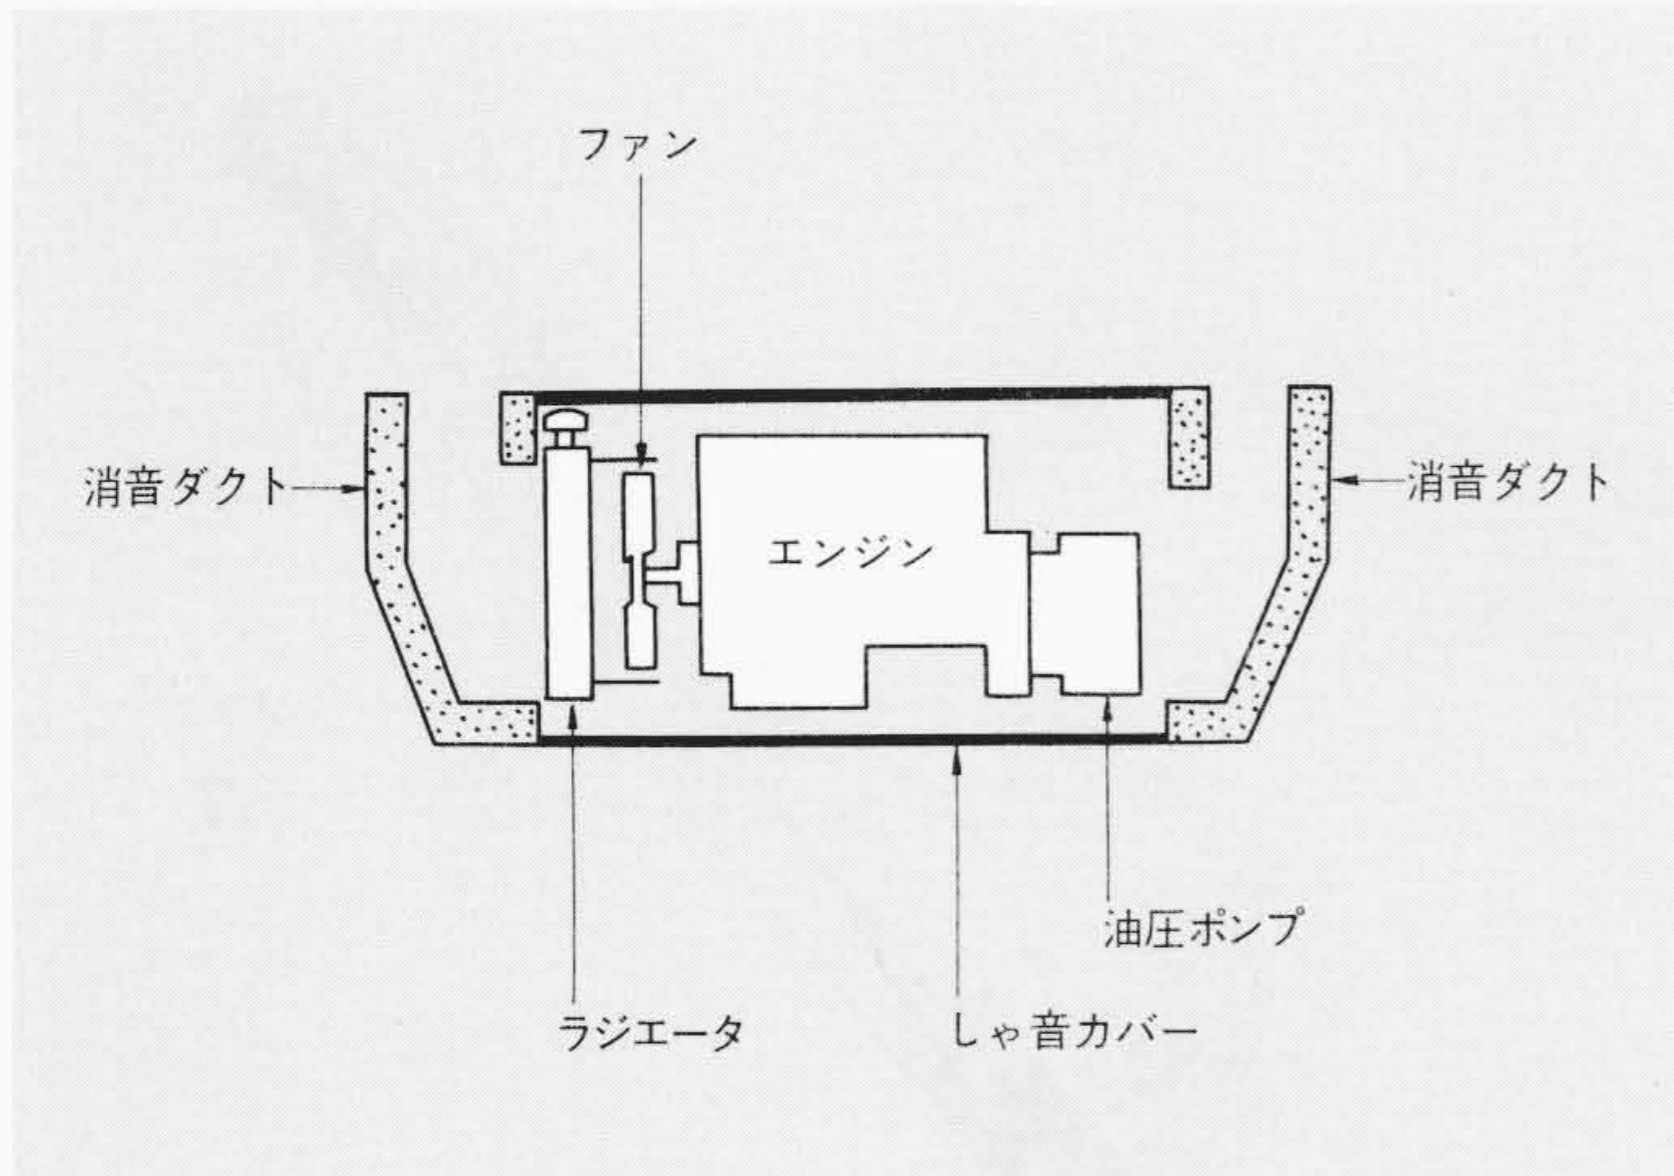 ファン
消音ダクト
消音ダクト
エンジン
油圧ポンプ
ラジエータ
しゃ音カバー